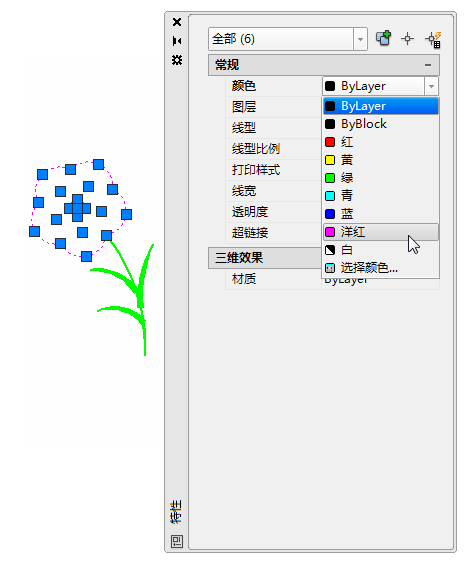 全部 (6)
常规
颜色 ByLayer
图层 ByLayer
线型 ByBlock
线型比例 红
打印样式 黄
线宽 绿
透明度 青
超链接 蓝
洋红
白
三维效果 选择颜色...
材质 ByLayer
特性